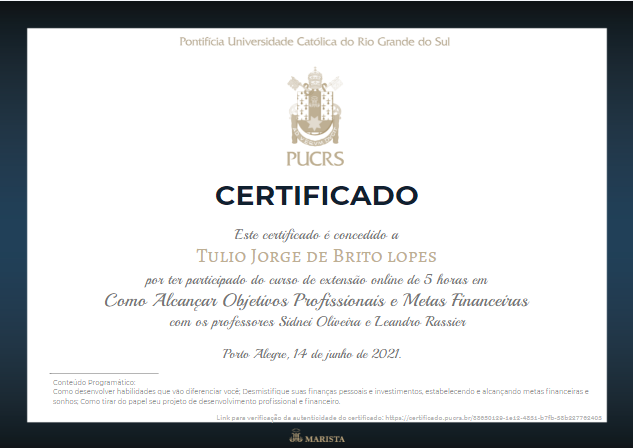 Pontifícia Universidade Católica do Rio Grande do Sul
PUCRS
CERTIFICADO
Este certificado é concedido a
Tulio Jorge de Brito lopes
por ter participado do curso de extensão online de 5 horas em
Como Alcançar Objetivos Profissionais e Metas Financeiras
com os professores Sidnei Oliveira e Leandro Rassier
Porto Alegre, 14 de junho de 2021.
Conteúdo Programático:
Como desenvolver habilidades que vão diferenciar você; Desmistifique suas finanças pessoais e investimentos, estabelecendo e alcançando metas financeiras e
sonhos; Como tirar do papel seu projeto de desenvolvimento profissional e financeiro.
Link para verificação de autenticidade do certificado: https://certificado.pucrs.br/
MARISTA